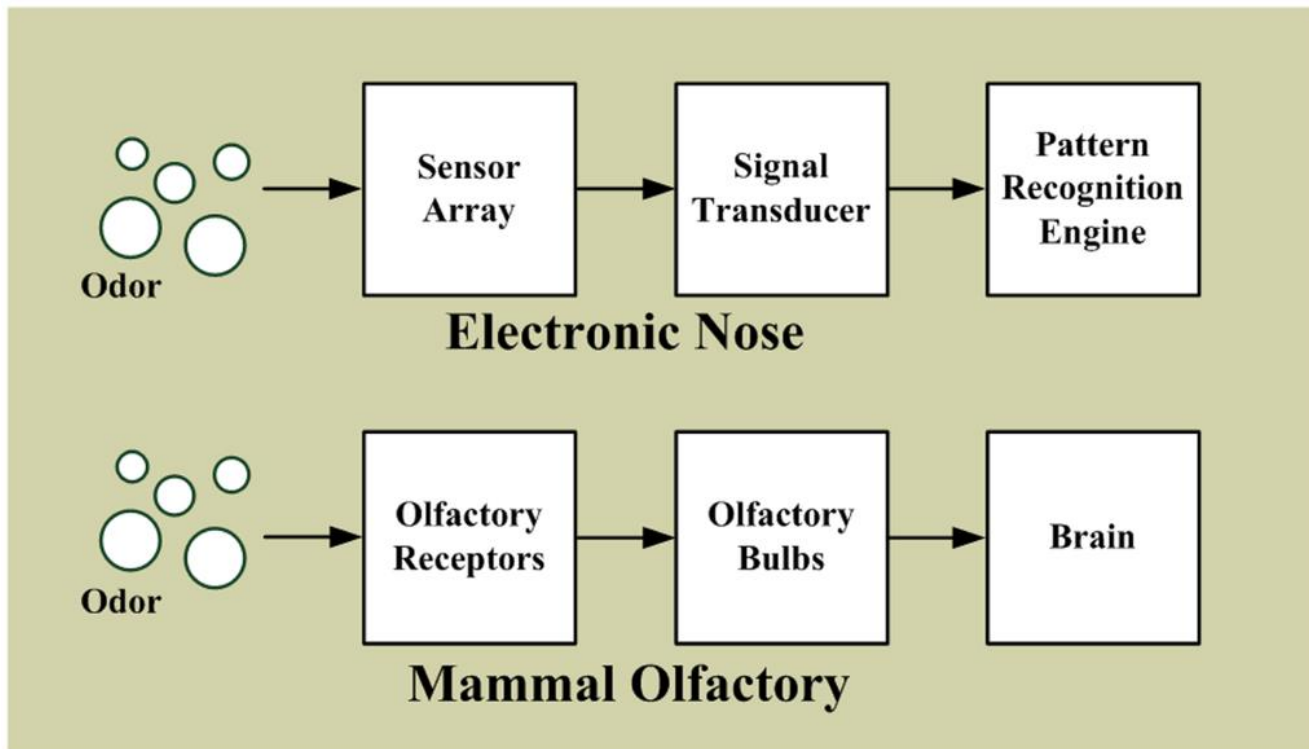 Sensor
Array
Signal
Transducer
Pattern
Recognition
Engine
Odor
Electronic Nose
Olfactory
Receptors
Olfactory
Bulbs
Brain
Odor
Mammal Olfactory